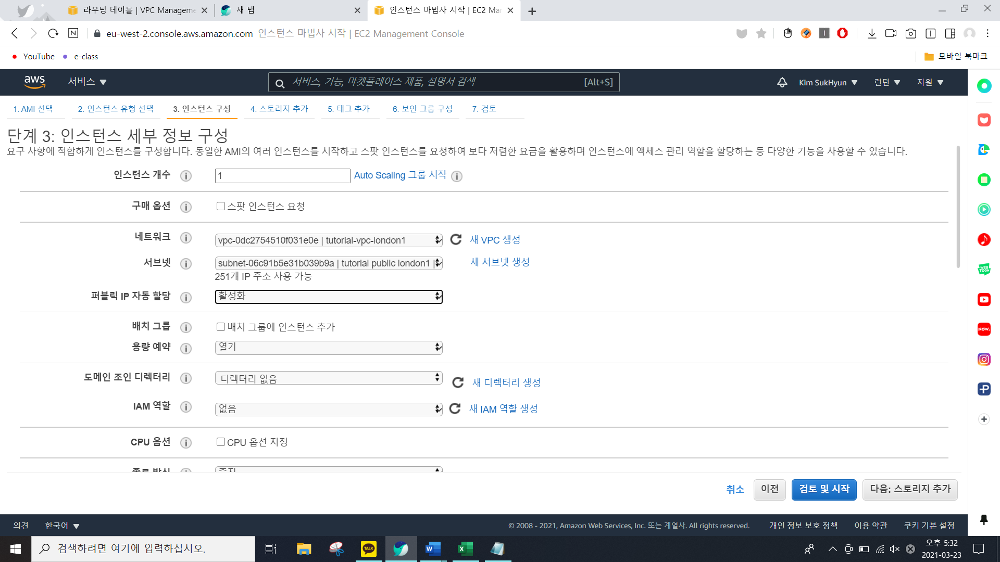 라우팅 테이블 | VPC Manageme
새 탭
인스턴스 마법사 시작 | EC2 Ma
N
eu-west-2.console.aws.amazon.com 인스턴스 마법사 시작 | EC2 Management Console
YouTube
e-class
모바일 북마크
aws
서비스
서비스, 기능, 마켓플레이스 제품, 설명서 검색
[Alt+S]
Kim SukHyun
런던
지원
1. AMI 선택
2. 인스턴스 유형 선택
3. 인스턴스 구성
4. 스토리지 추가
5. 태그 추가
6. 보안 그룹 구성
7. 검토
단계 3: 인스턴스 세부 정보 구성
요구 사항에 적합하게 인스턴스를 구성합니다. 동일한 AMI의 여러 인스턴스를 시작하고 스팟 인스턴스를 요청하여 보다 저렴한 요금을 활용하며 인스턴스에 액세스 관리 역할을 할당하는 등 다양한 기능을 사용할 수 있습니다.
인스턴스 개수
1
Auto Scaling 그룹 시작
구매 옵션
스팟 인스턴스 요청
네트워크
vpc-0dc2754510f031e0e | tutorial-vpc-london1
새 VPC 생성
서브넷
subnet-06c91b5e31b039b9a | tutorial public london1 |
새 서브넷 생성
251개 IP 주소 사용 가능
퍼블릭 IP 자동 할당
활성화
배치 그룹
배치 그룹에 인스턴스 추가
용량 예약
열기
도메인 조인 디렉터리
디렉터리 없음
새 디렉터리 생성
IAM 역할
없음
새 IAM 역할 생성
CPU 옵션
CPU 옵션 지정
종료 방식
중지
취소
이전
검토 및 시작
다음: 스토리지 추가
의견
한국어
© 2008 - 2021, Amazon Web Services, Inc. 또는 계열사. All rights reserved.
개인 정보 보호 정책
이용 약관
쿠키 기본 설정
WEB
TOON
NOW.
검색하려면 여기에 입력하십시오.
TALK
오후 5:32
2021-03-23